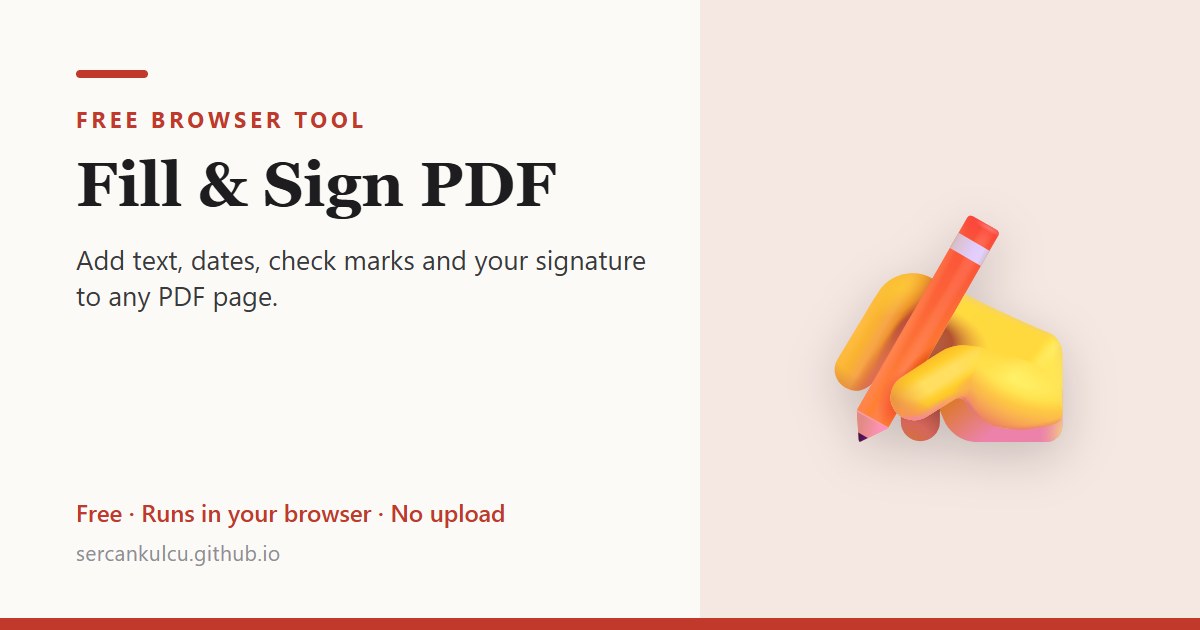 FREE BROWSER TOOL
Fill & Sign PDF
Add text, dates, check marks and your signature
to any PDF page.
Free · Runs in your browser · No upload
sercankulcu.github.io